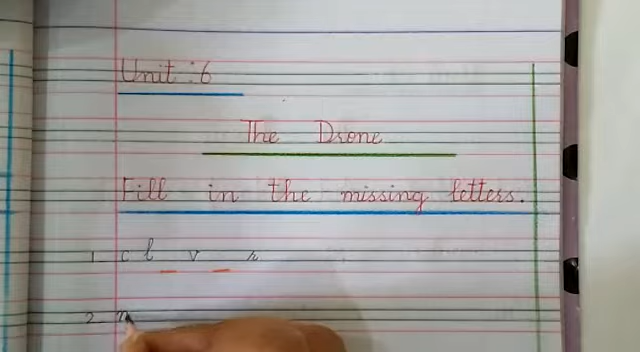 Unit :6
The Drone
Fill in the missing letters.
1 c l _ v _ r
2 n